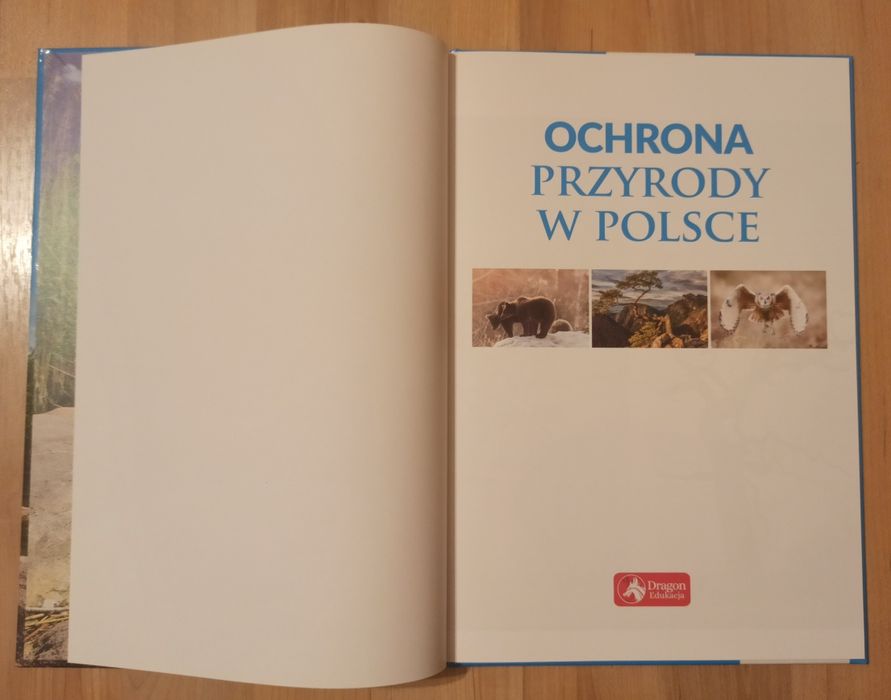 OCHRONA
PRZYRODY
W POLSCE
Dragon
Edukacja